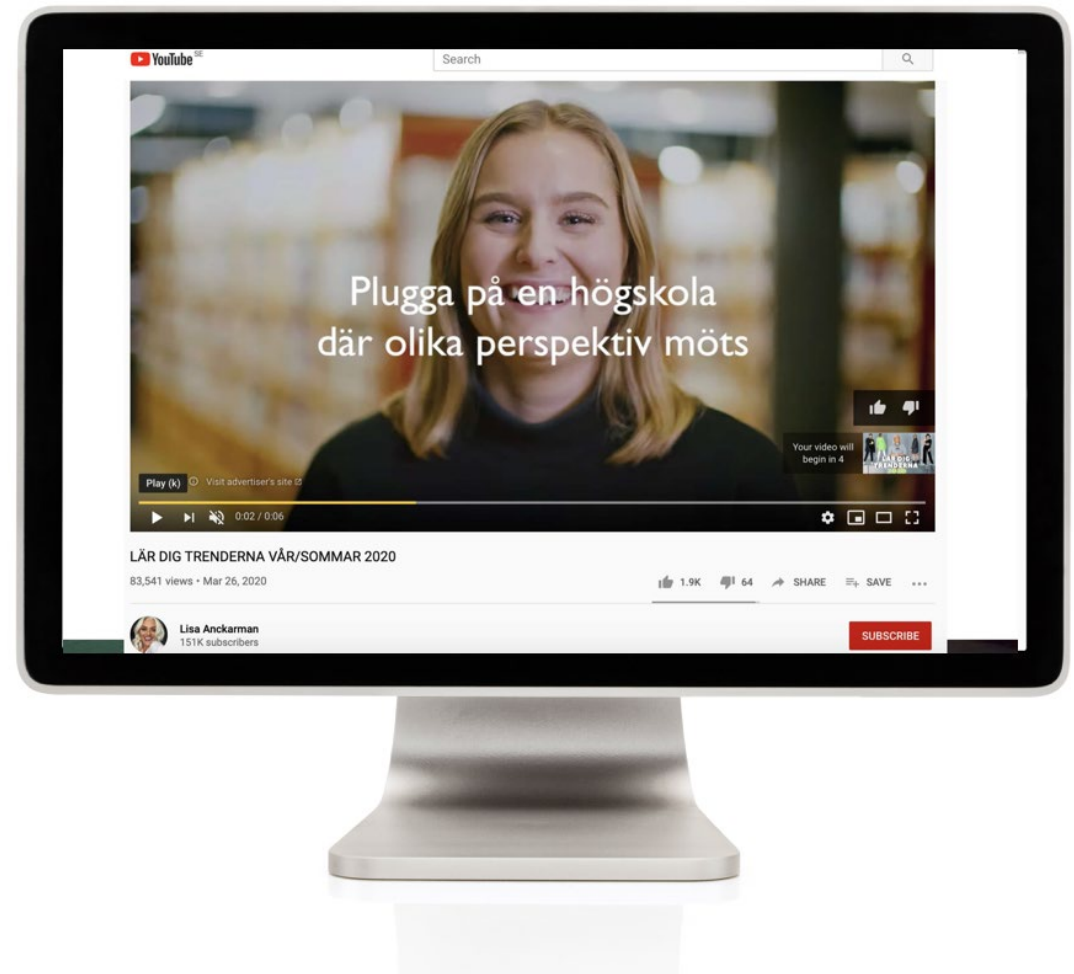 YouTube SE
Search
Plugga på en högskola
där olika perspektiv möts
Your video will
begin in 4
LÄR DIG
TRENDERNA
Play (k)
Visit advertiser's site
0:02 / 0:06
LÄR DIG TRENDERNA VÅR/SOMMAR 2020
83,541 views • Mar 26, 2020
1.9K
64
SHARE
SAVE
Lisa Anckarman
151K subscribers
SUBSCRIBE